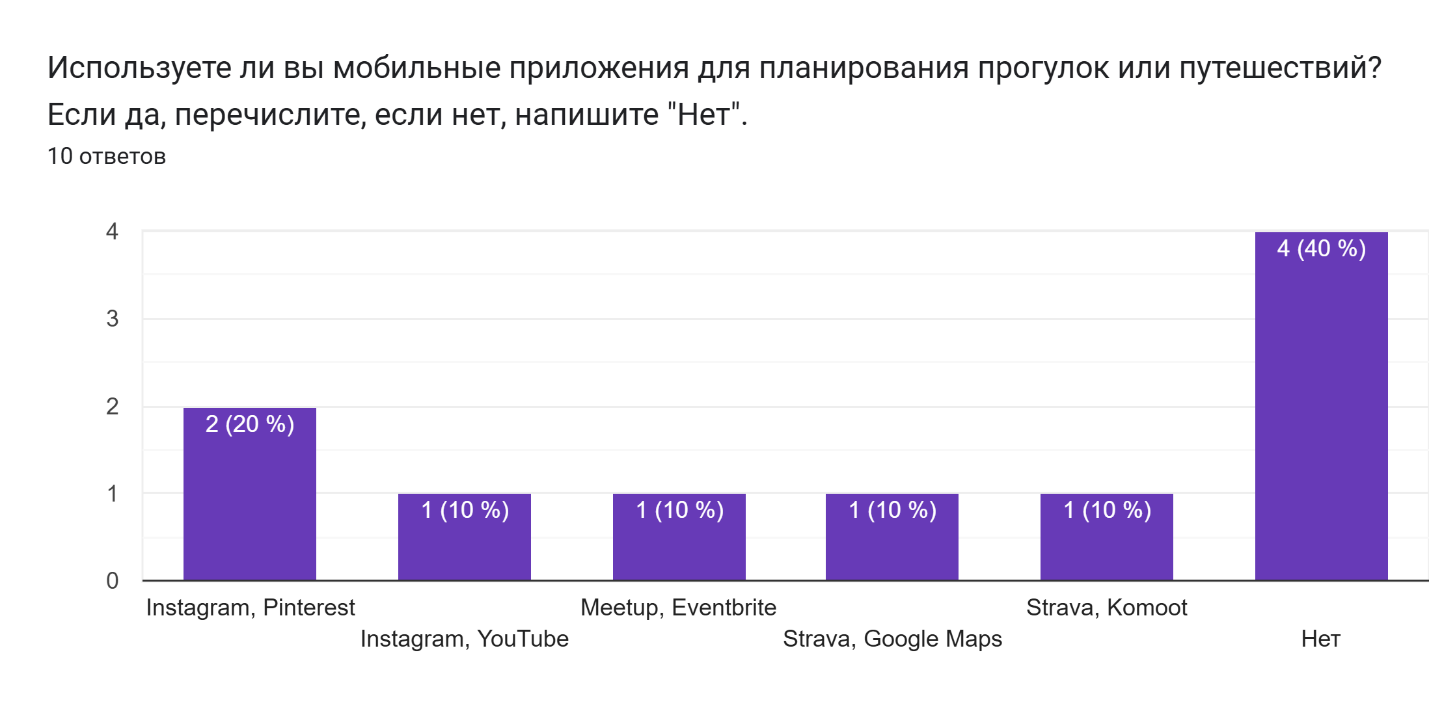 Используете ли вы мобильные приложения для планирования прогулок или путешествий?
Если да, перечислите, если нет, напишите "Нет".
10 ответов
4
3
2
1
0
2 (20 %)
1 (10 %)
1 (10 %)
1 (10 %)
1 (10 %)
4 (40 %)
Instagram, Pinterest
Instagram, YouTube
Meetup, Eventbrite
Strava, Google Maps
Strava, Komoot
Нет